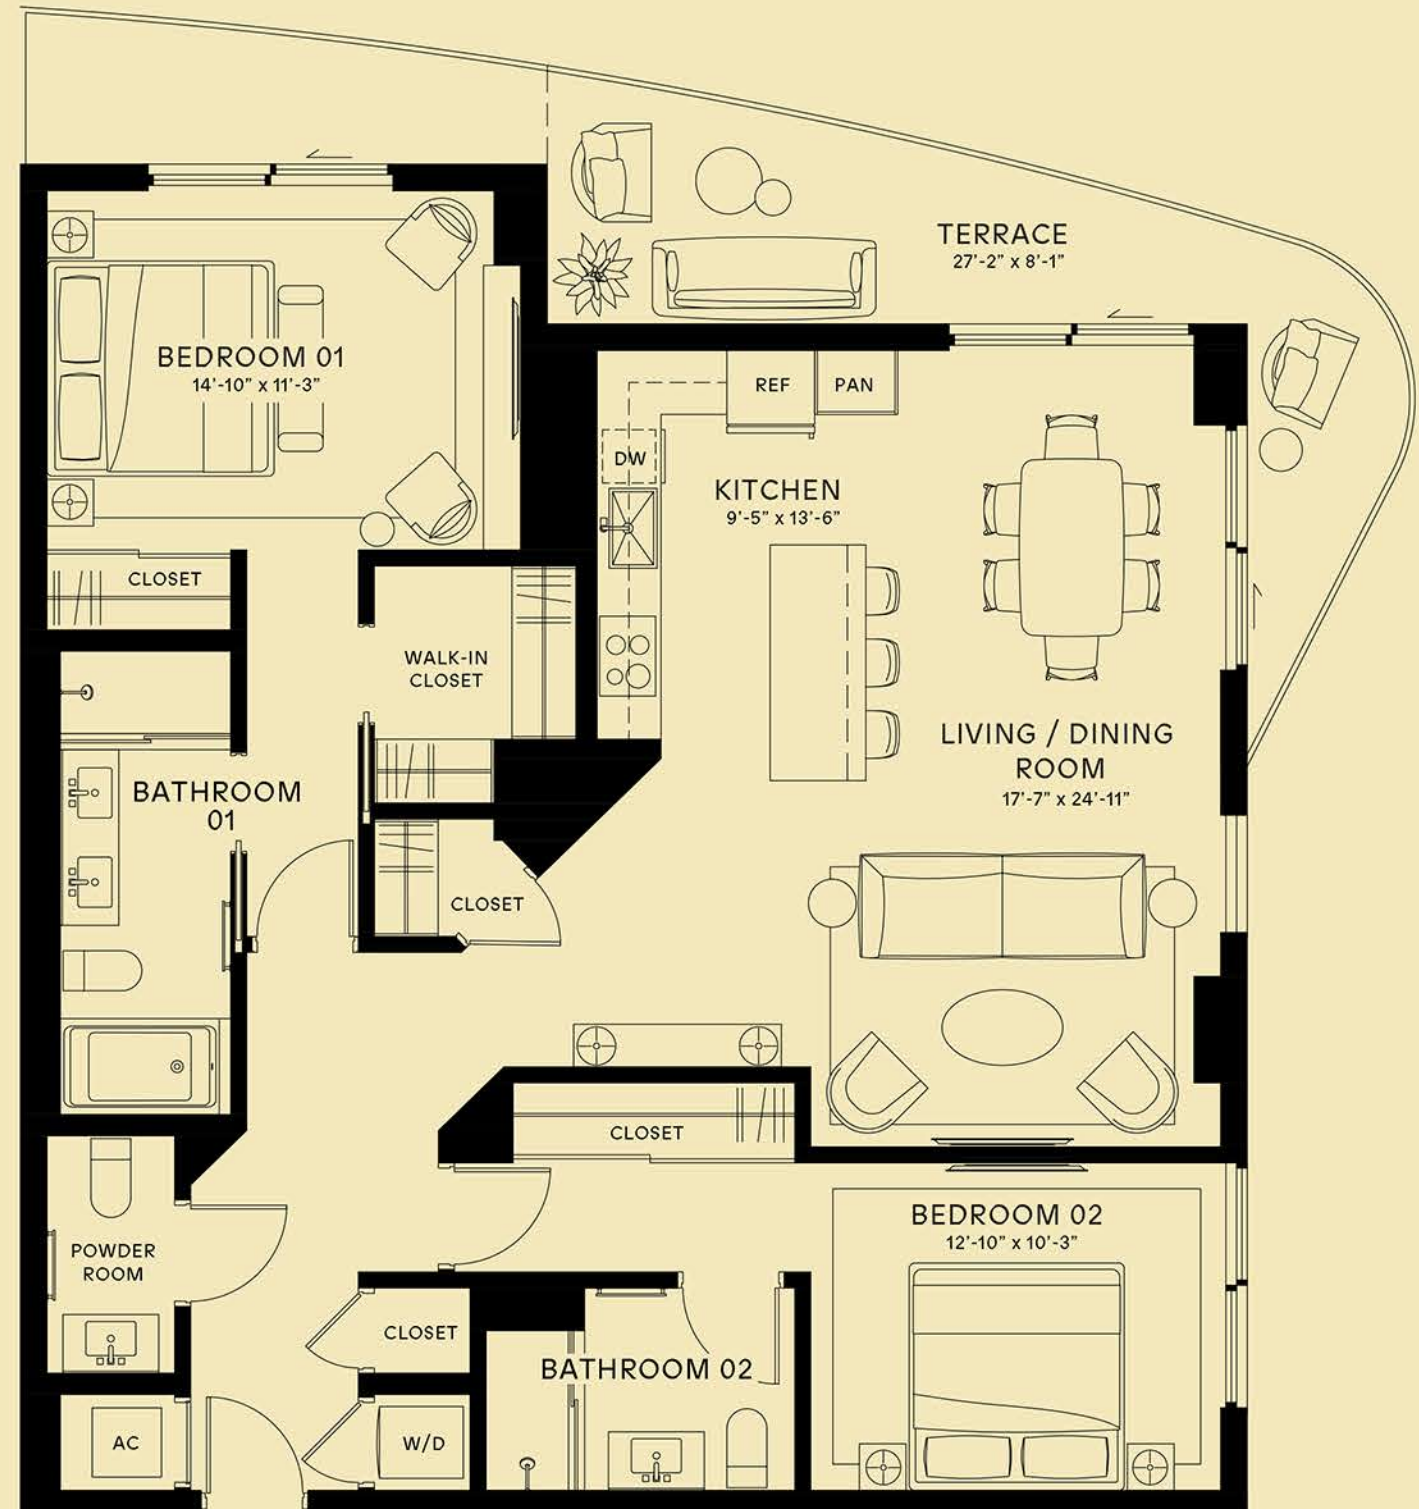 TERRACE
27'-2" x 8'-1"
BEDROOM 01
14'-10" x 11'-3"
REF
PAN
DW
KITCHEN
9'-5" x 13'-6"
CLOSET
WALK-IN
CLOSET
LIVING / DINING
ROOM
17'-7" x 24'-11"
BATHROOM
01
CLOSET
CLOSET
BEDROOM 02
12'-10" x 10'-3"
POWDER
ROOM
CLOSET
BATHROOM 02
AC
W/D